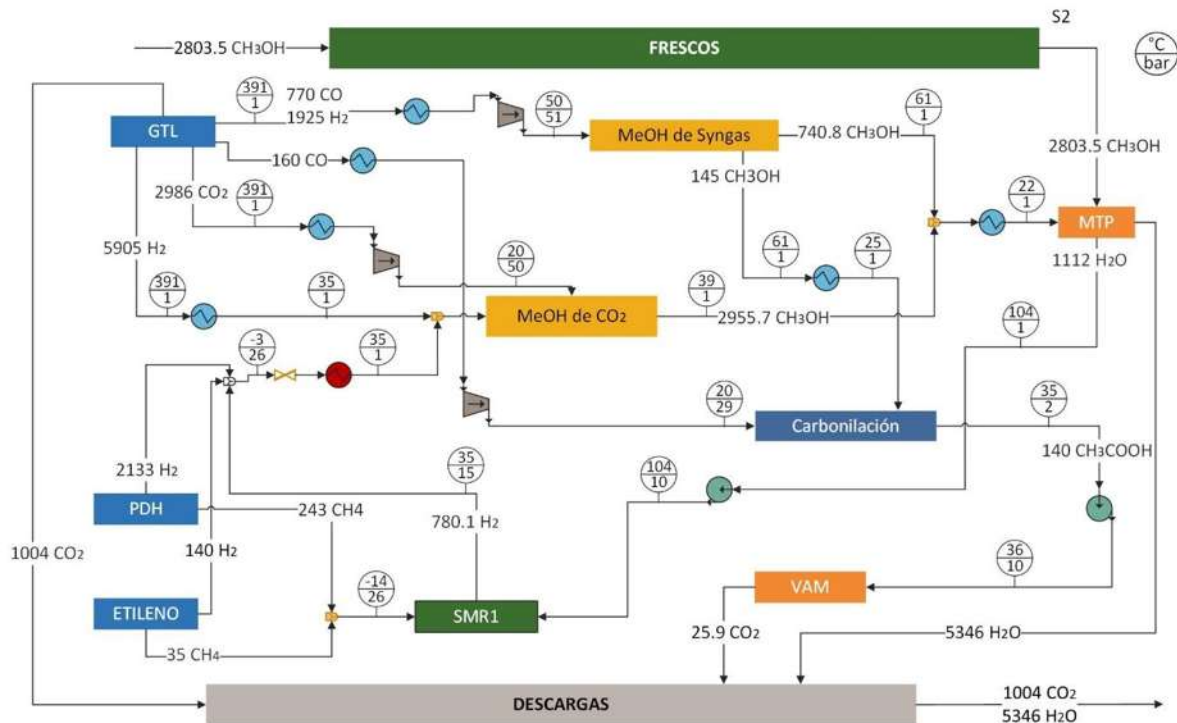 S2
2803.5 CH₃OH
FRESCOS
°C
bar
391
1
770 CO
1925 H₂
50
51
61
1
GTL
MeOH de Syngas
740.8 CH₃OH
160 CO
2803.5 CH₃OH
145 CH3OH
2986 CO₂
391
1
22
1
MTP
5905 H₂
61
1
25
1
1112 H₂O
20
50
391
1
35
1
39
1
MeOH de CO₂
2955.7 CH₃OH
104
1
-3
26
35
1
20
29
35
2
Carbonilación
140 CH₃COOH
2133 H₂
35
15
104
10
PDH
243 CH4
780.1 H₂
1004 CO₂
140 H₂
36
10
-14
26
VAM
ETILENO
SMR1
25.9 CO₂
5346 H₂O
35 CH₄
DESCARGAS
1004 CO₂
5346 H₂O